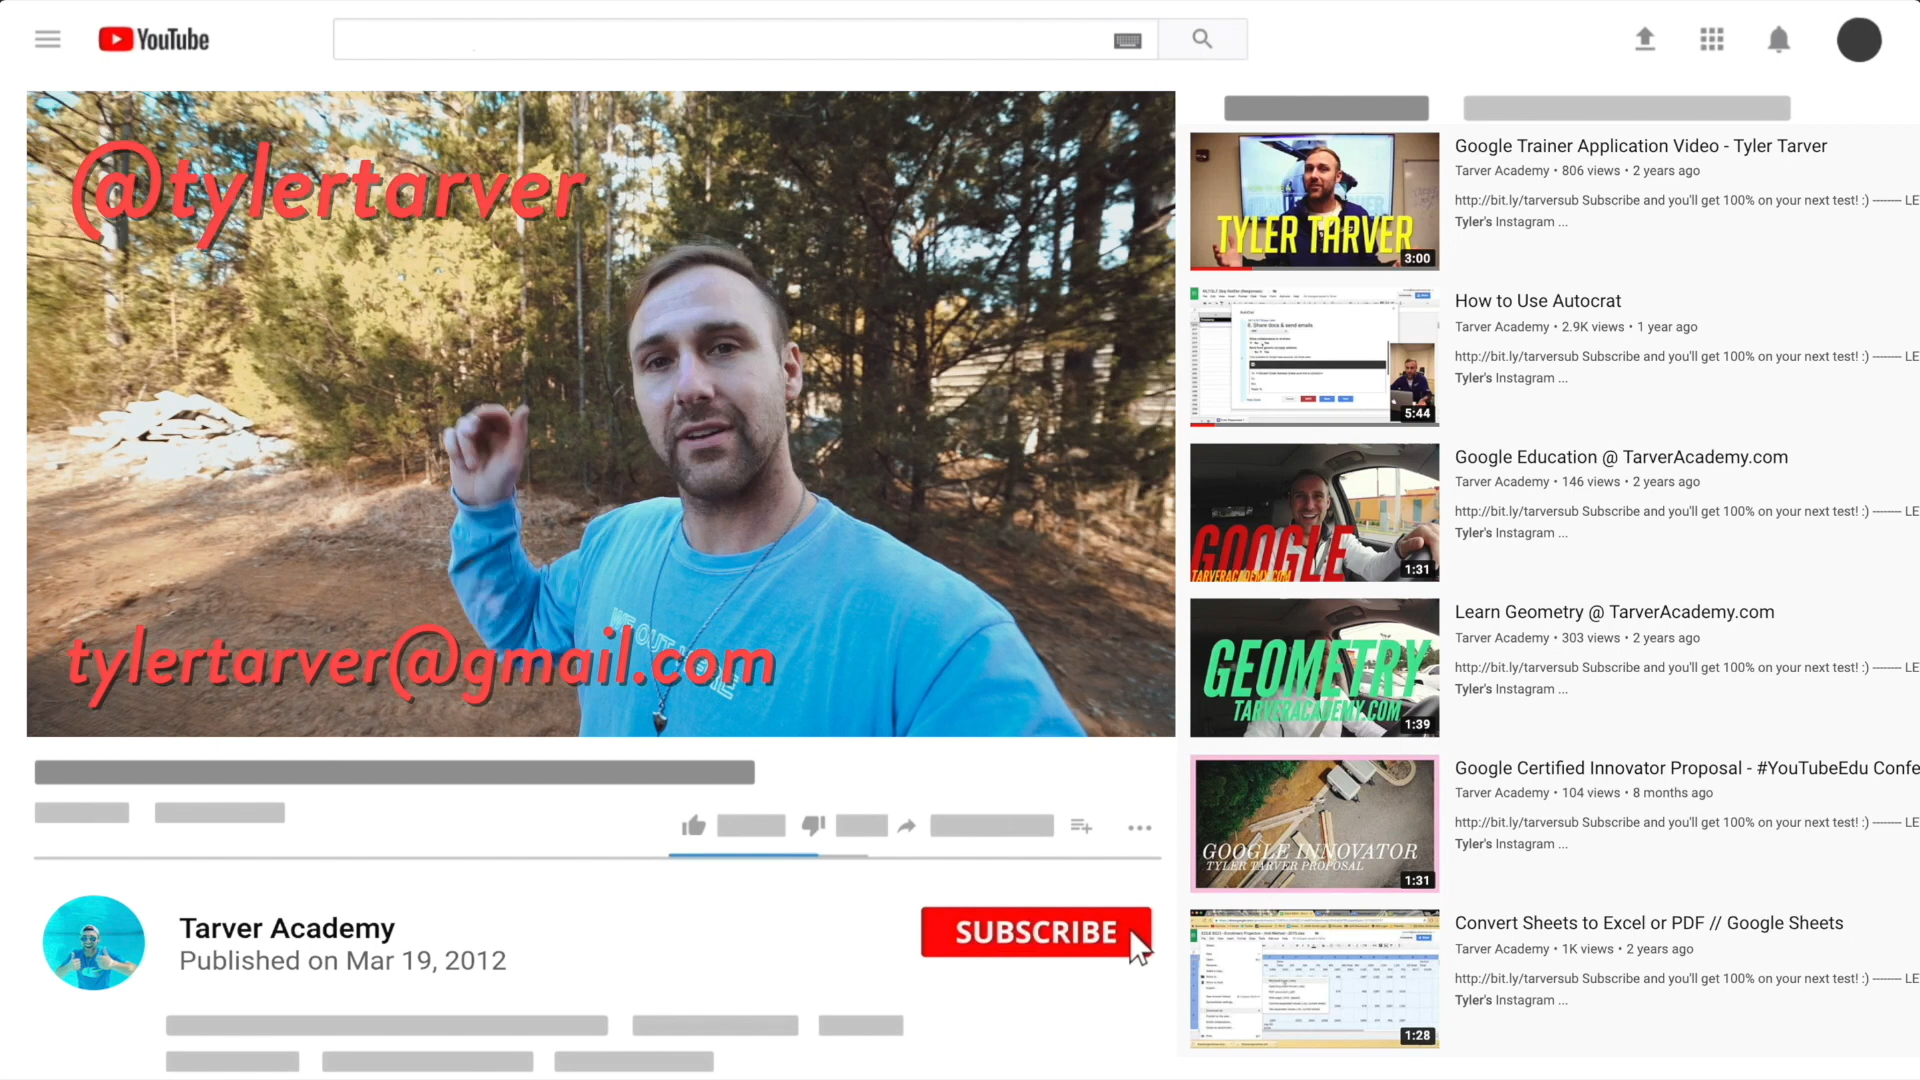 YouTube
@tylertarver
WE OUT HERE
tylertarver@gmail.com
Tarver Academy
Published on Mar 19, 2012
SUBSCRIBE
TYLER TARVER
3:00
Google Trainer Application Video - Tyler Tarver
Tarver Academy • 806 views • 2 years ago
http://bit.ly/tarversub Subscribe and you'll get 100% on your next test! :) -------- LE
Tyler's Instagram ...
6. Share docs & send emails
5:44
How to Use Autocrat
Tarver Academy • 2.9K views • 1 year ago
http://bit.ly/tarversub Subscribe and you'll get 100% on your next test! :) -------- LE
Tyler's Instagram ...
GOOGLE
TARVERACADEMY.COM
1:31
Google Education @ TarverAcademy.com
Tarver Academy • 146 views • 2 years ago
http://bit.ly/tarversub Subscribe and you'll get 100% on your next test! :) -------- LE
Tyler's Instagram ...
GEOMETRY
TARVERACADEMY.COM
1:39
Learn Geometry @ TarverAcademy.com
Tarver Academy • 303 views • 2 years ago
http://bit.ly/tarversub Subscribe and you'll get 100% on your next test! :) -------- LE
Tyler's Instagram ...
GOOGLE INNOVATOR
TYLER TARVER PROPOSAL
1:31
Google Certified Innovator Proposal - #YouTubeEdu Confe
Tarver Academy • 104 views • 8 months ago
http://bit.ly/tarversub Subscribe and you'll get 100% on your next test! :) -------- LE
Tyler's Instagram ...
1:28
Convert Sheets to Excel or PDF // Google Sheets
Tarver Academy • 1K views • 2 years ago
http://bit.ly/tarversub Subscribe and you'll get 100% on your next test! :) -------- LE
Tyler's Instagram ...